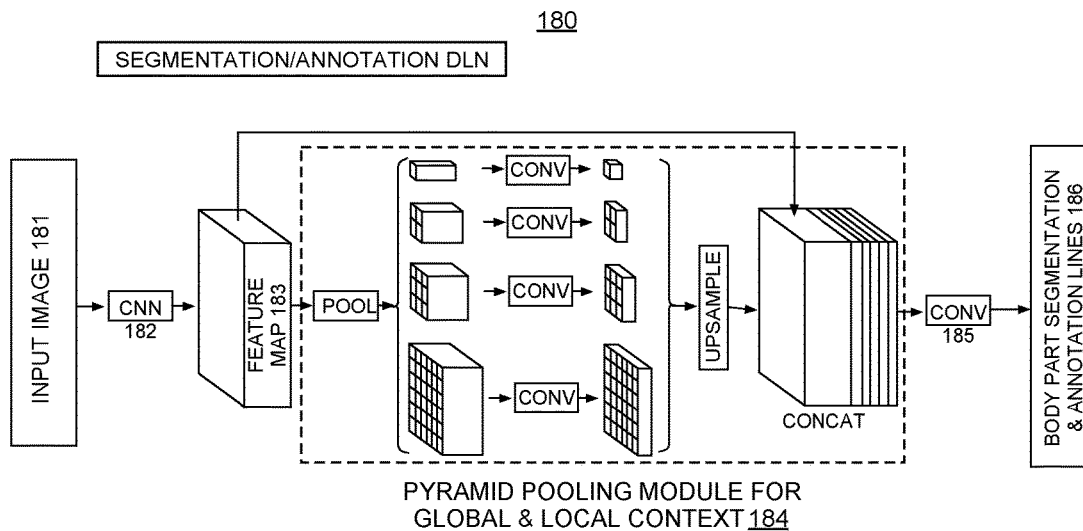 180
SEGMENTATION/ANNOTATION DLN
INPUT IMAGE 181
CNN
182
FEATURE
MAP 183
POOL
CONV
CONV
CONV
CONV
UPSAMPLE
CONCAT
CONV
185
BODY PART SEGMENTATION
& ANNOTATION LINES 186
PYRAMID POOLING MODULE FOR
GLOBAL & LOCAL CONTEXT 184